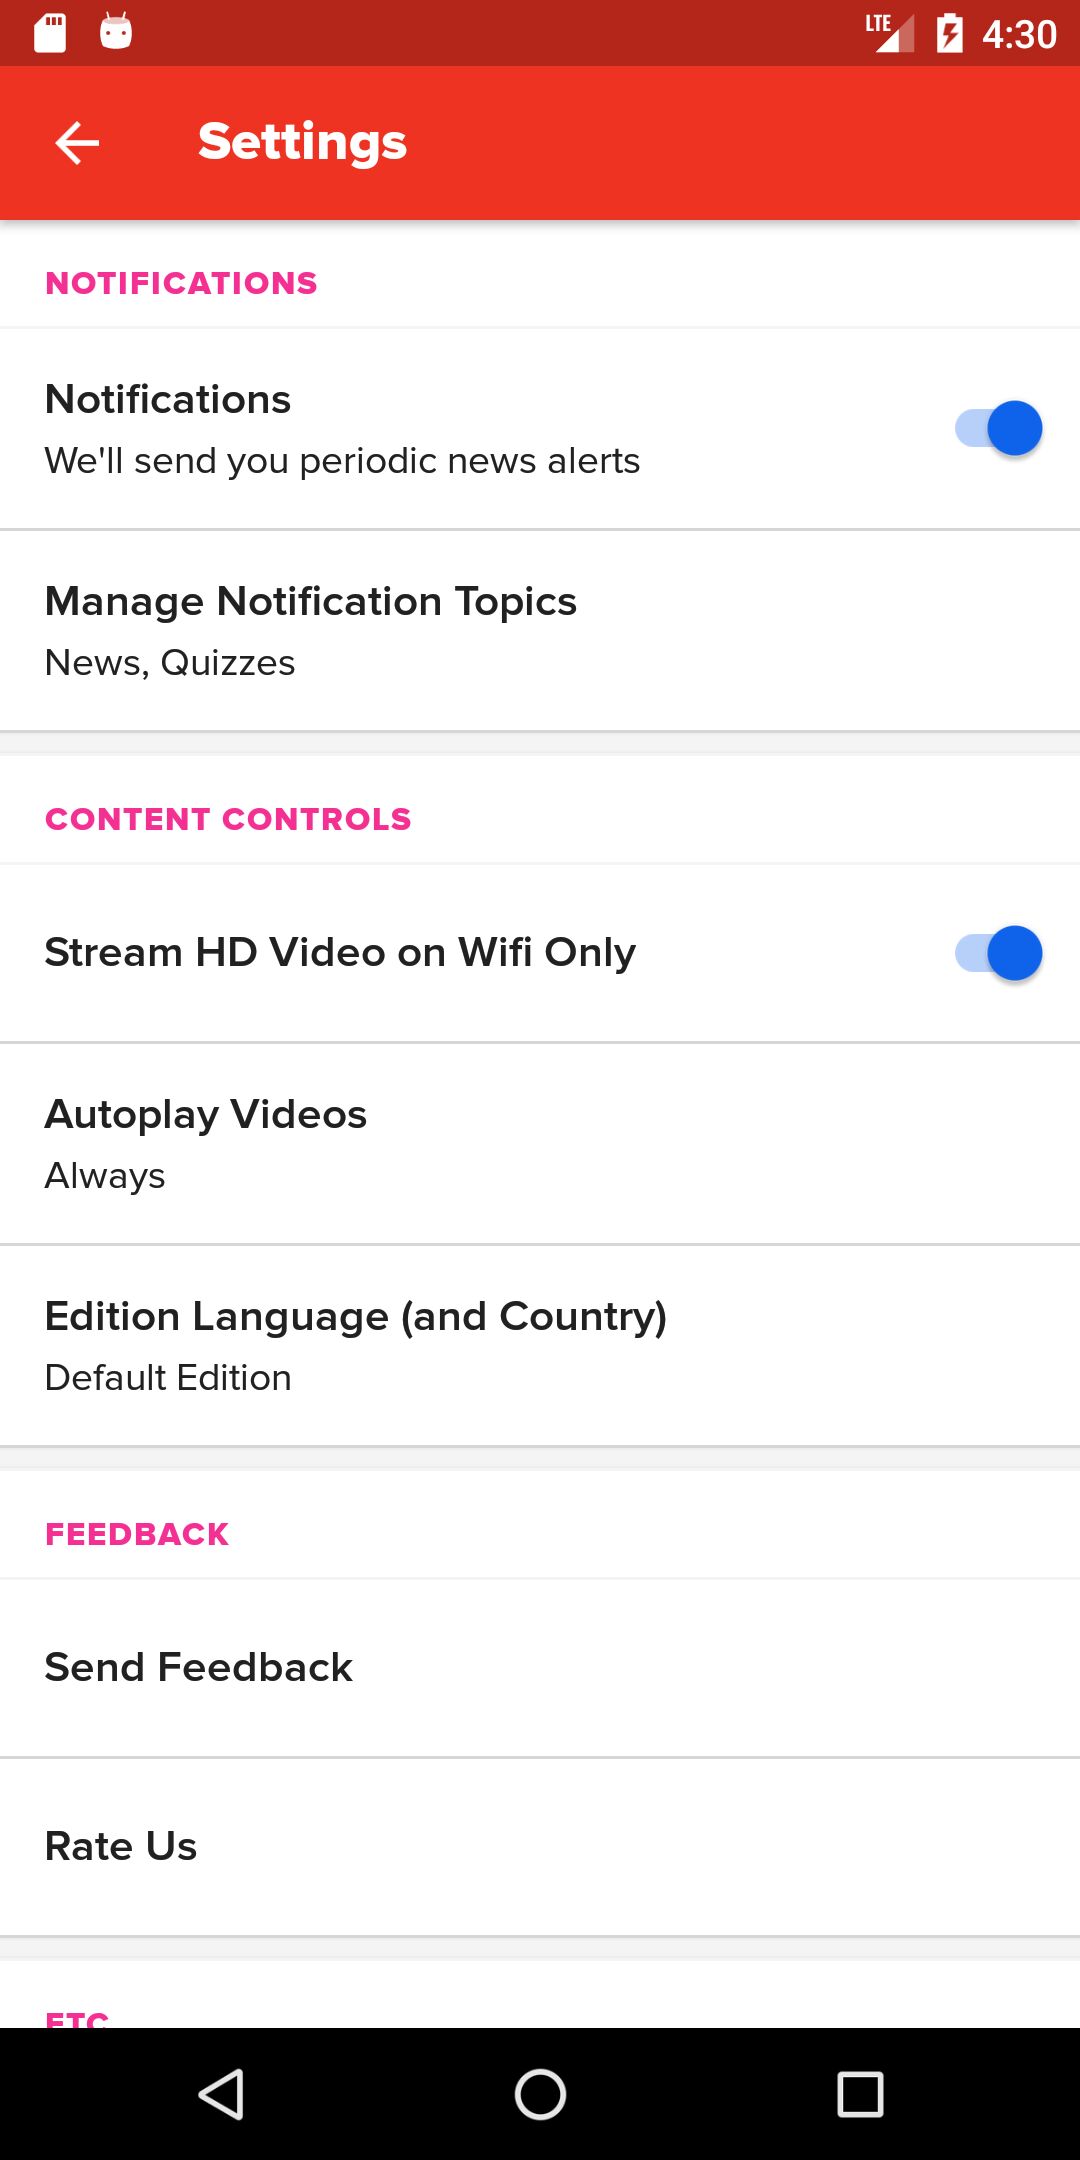 LTE 4:30
Settings
NOTIFICATIONS
Notifications
We'll send you periodic news alerts
Manage Notification Topics
News, Quizzes
CONTENT CONTROLS
Stream HD Video on Wifi Only
Autoplay Videos
Always
Edition Language (and Country)
Default Edition
FEEDBACK
Send Feedback
Rate Us
ETC